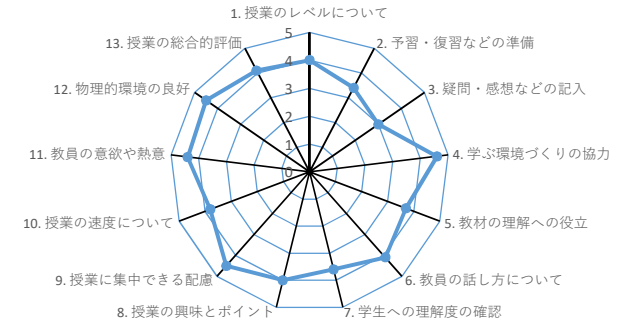 1. 授業のレベルについて
2. 予習・復習などの準備
3. 疑問・感想などの記入
4. 学ぶ環境づくりの協力
5. 教材の理解への役立
6. 教員の話し方について
7. 学生への理解度の確認
8. 授業の興味とポイント
9. 授業に集中できる配慮
10. 授業の速度について
11. 教員の意欲や熱意
12. 物理的環境の良好
13. 授業の総合的評価
5
4
3
2
1
0